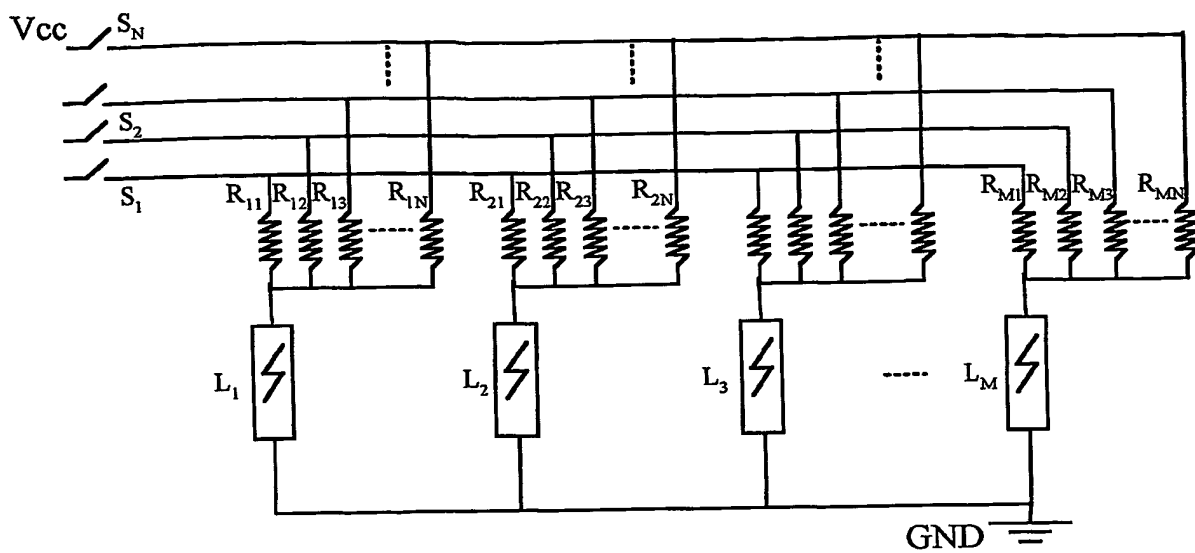 Vcc S_N
S_2
S_1
R_11 R_12 R_13 R_1N R_21 R_22 R_23 R_2N R_M1 R_M2 R_M3 R_MN
L_1 L_2 L_3 L_M
GND